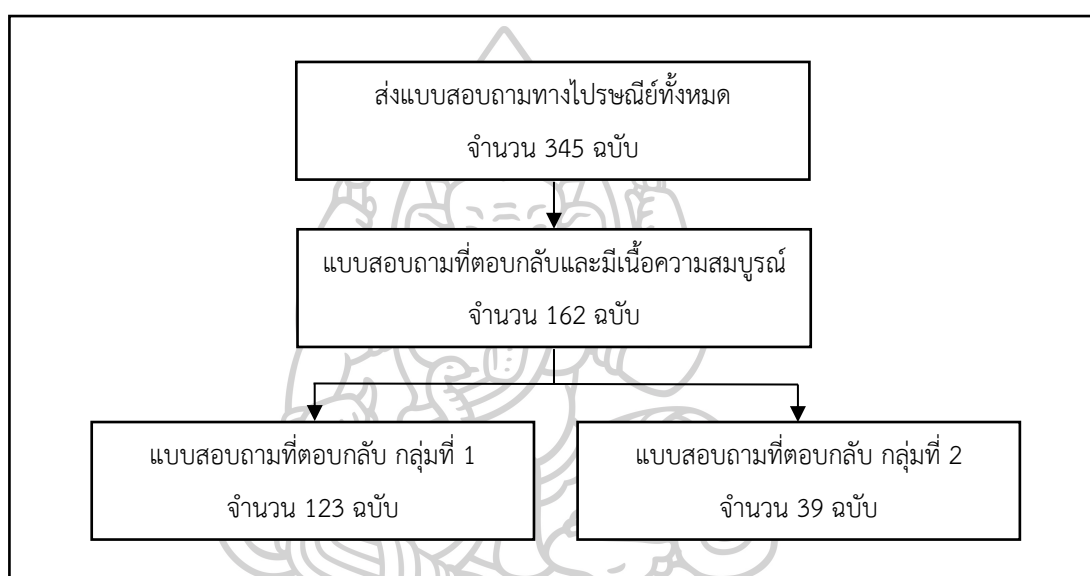 ส่งแบบสอบถามทางไปรษณีย์ทั้งหมด
จำนวน 345 ฉบับ
แบบสอบถามที่ตอบกลับและมีเนื้อความสมบูรณ์
จำนวน 162 ฉบับ
แบบสอบถามที่ตอบกลับ กลุ่มที่ 1
จำนวน 123 ฉบับ
แบบสอบถามที่ตอบกลับ กลุ่มที่ 2
จำนวน 39 ฉบับ